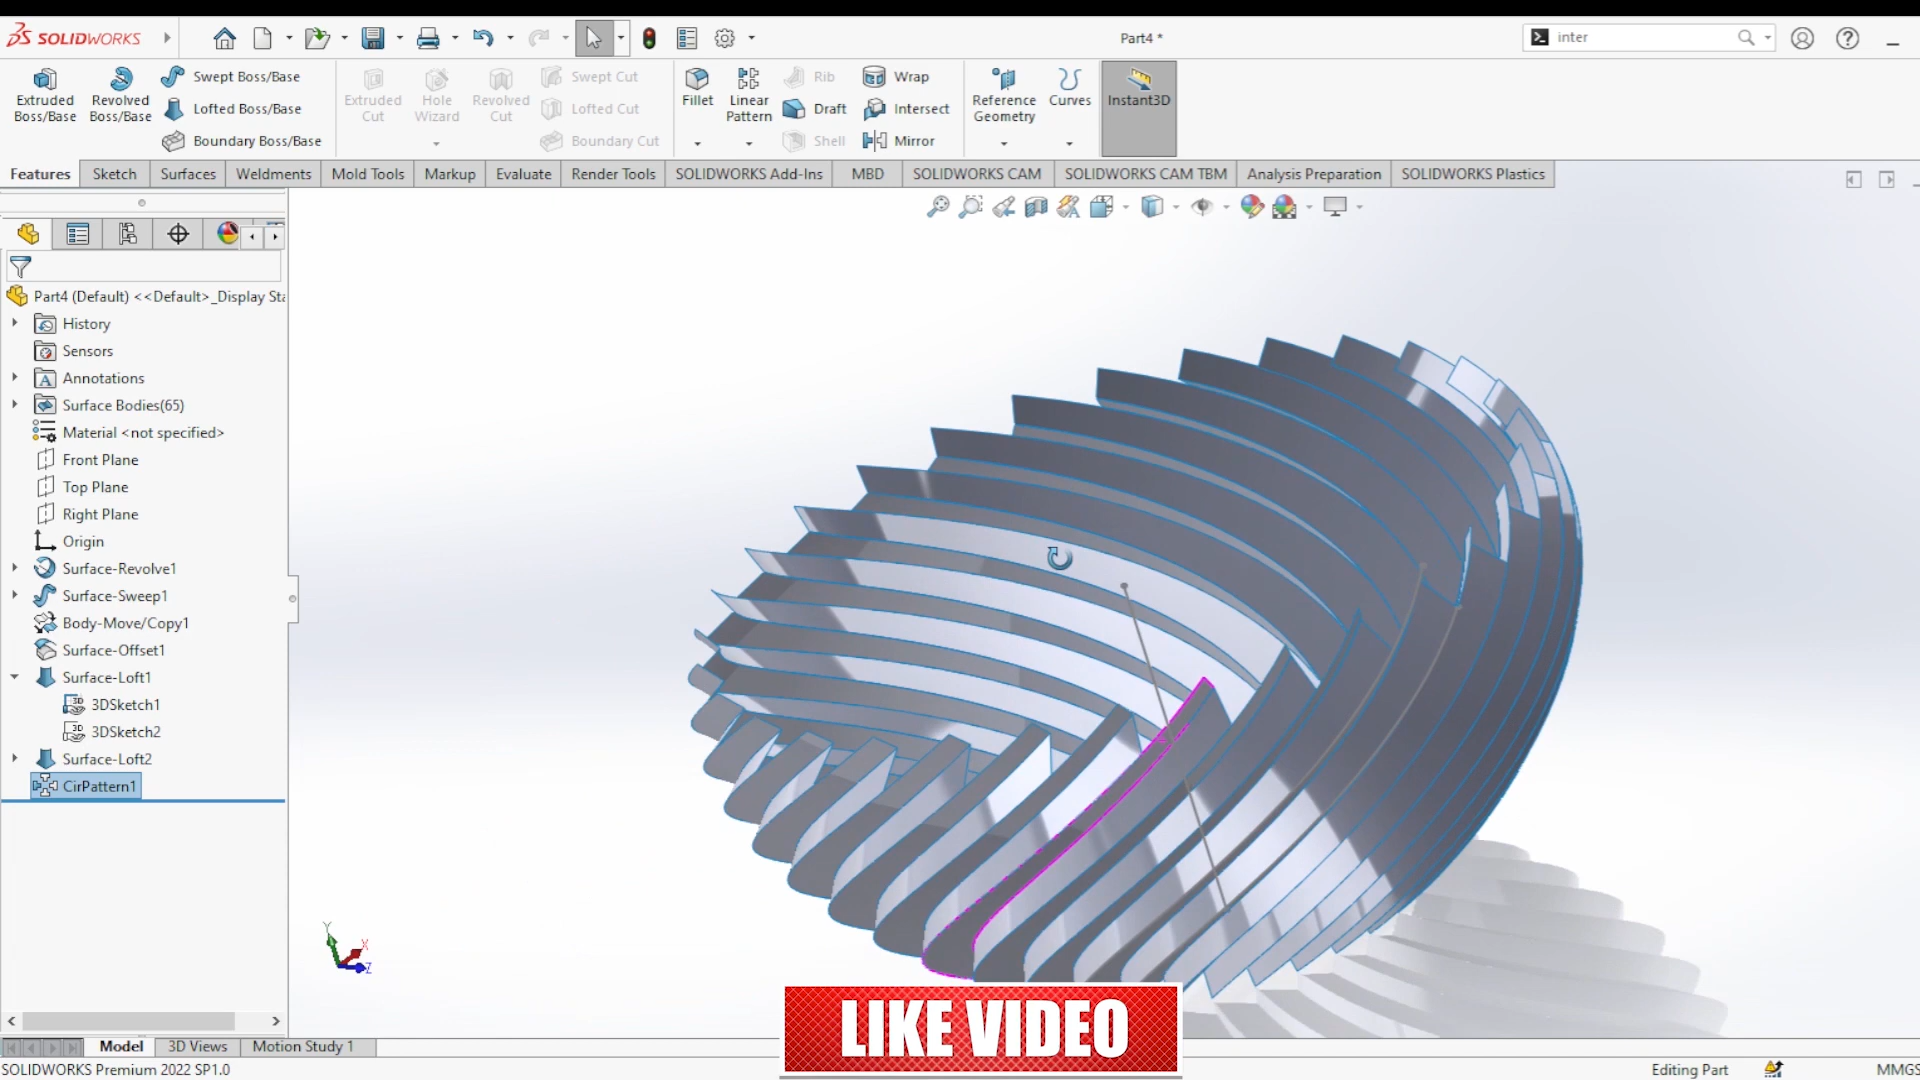 SOLIDWORKS
Part4 *
inter
Extruded Boss/Base
Revolved Boss/Base
Swept Boss/Base
Lofted Boss/Base
Boundary Boss/Base
Extruded Cut
Hole Wizard
Revolved Cut
Swept Cut
Lofted Cut
Boundary Cut
Fillet
Linear Pattern
Rib
Draft
Shell
Wrap
Intersect
Mirror
Reference Geometry
Curves
Instant3D
Features Sketch Surfaces Weldments Mold Tools Markup Evaluate Render Tools SOLIDWORKS Add-Ins MBD SOLIDWORKS CAM SOLIDWORKS CAM TBM Analysis Preparation SOLIDWORKS Plastics
Part4 (Default) <<Default>_Display Sta
History
Sensors
Annotations
Surface Bodies(65)
Material <not specified>
Front Plane
Top Plane
Right Plane
Origin
Surface-Revolve1
Surface-Sweep1
Body-Move/Copy1
Surface-Offset1
Surface-Loft1
3DSketch1
3DSketch2
Surface-Loft2
CirPattern1
Y
X
Z
LIKE VIDEO
Model 3D Views Motion Study 1
SOLIDWORKS Premium 2022 SP1.0
Editing Part
MMGS